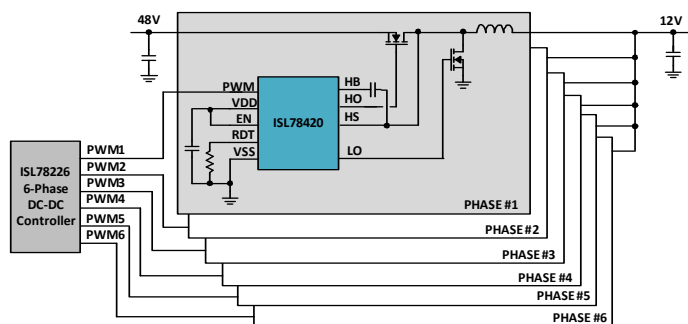 48V
12V
PWM
VDD
EN
RDT
VSS
ISL78420
HB
HO
HS
LO
PHASE #1
ISL78226
6-Phase
DC-DC
Controller
PWM1
PWM2
PWM3
PWM4
PWM5
PWM6
PHASE #2
PHASE #3
PHASE #4
PHASE #5
PHASE #6